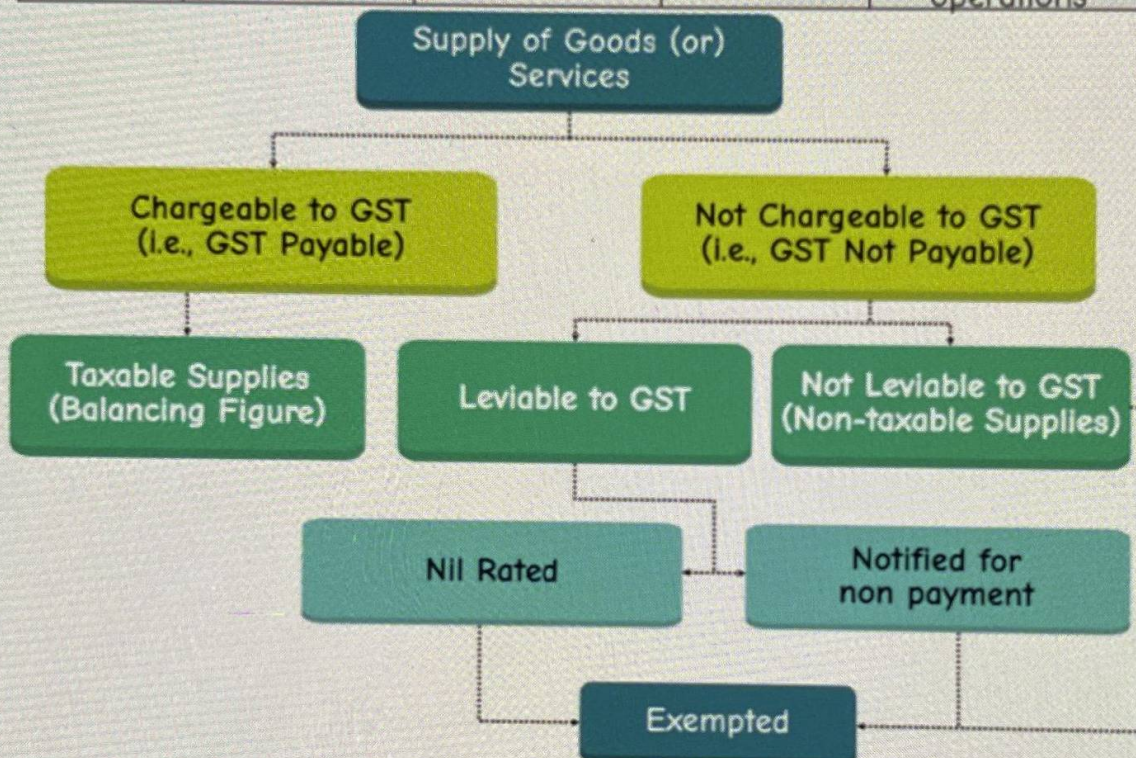 operations
Supply of Goods (or)
Services
Chargeable to GST
(i.e., GST Payable)
Not Chargeable to GST
(i.e., GST Not Payable)
Taxable Supplies
(Balancing Figure)
Leviable to GST
Not Leviable to GST
(Non-taxable Supplies)
Nil Rated
Notified for
non payment
Exempted